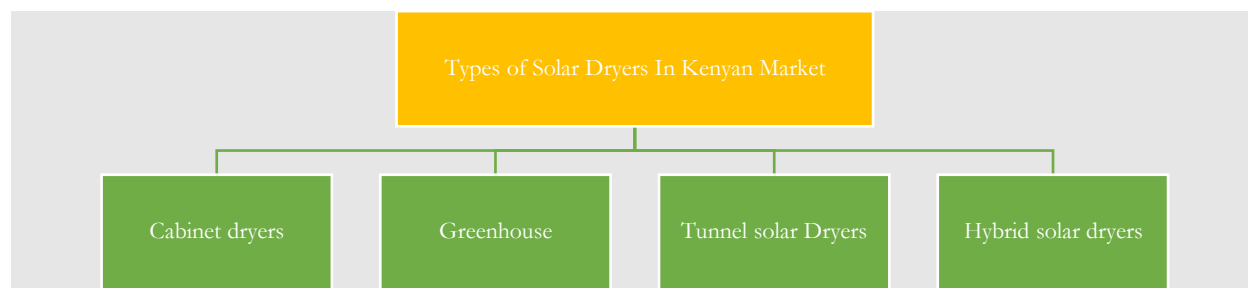 Types of Solar Dryers In Kenyan Market
Cabinet dryers
Greenhouse
Tunnel solar Dryers
Hybrid solar dryers